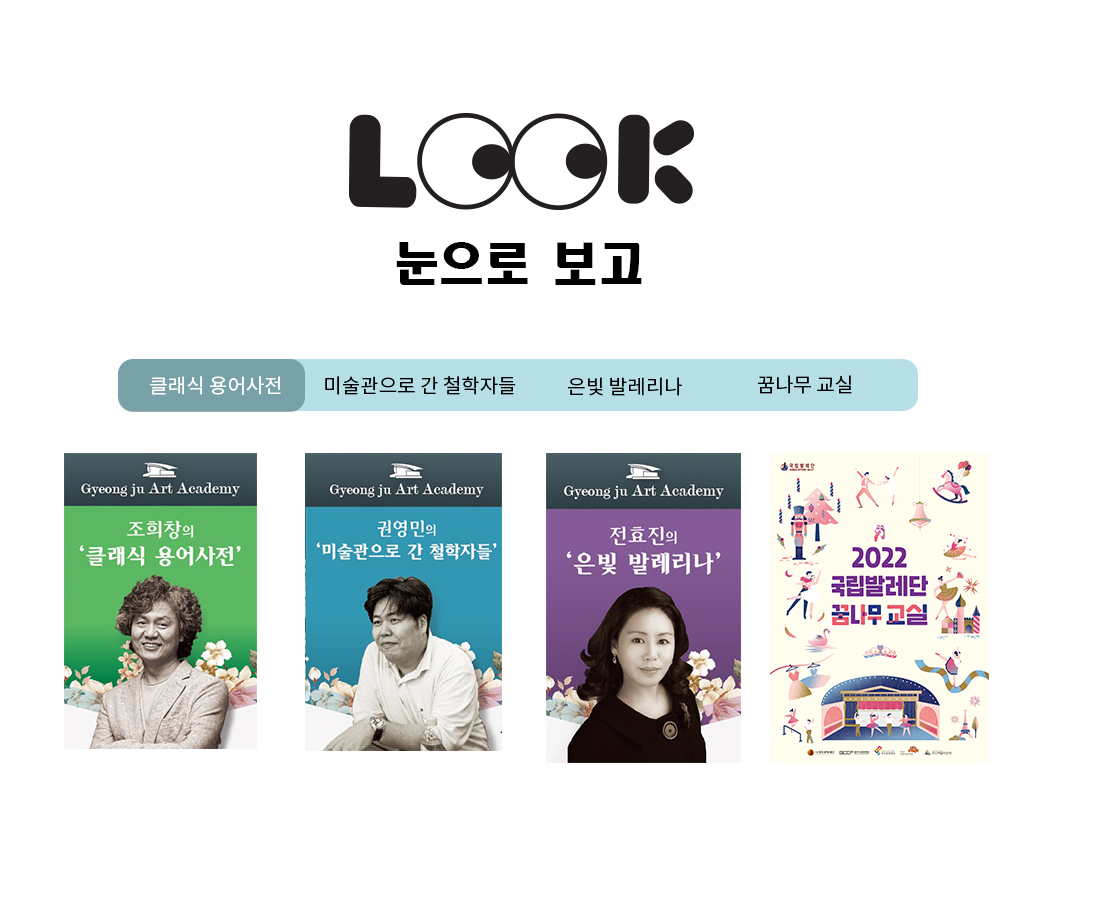 LOOK
눈으로 보고
클래식 용어사전 미술관으로 간 철학자들 은빛 발레리나 꿈나무 교실
Gyeong ju Art Academy
조희창의
‘클래식 용어사전’
Gyeong ju Art Academy
권영민의
‘미술관으로 간 철학자들’
Gyeong ju Art Academy
전효진의
‘은빛 발레리나’
국립발레단
2022
국립발레단
꿈나무 교실